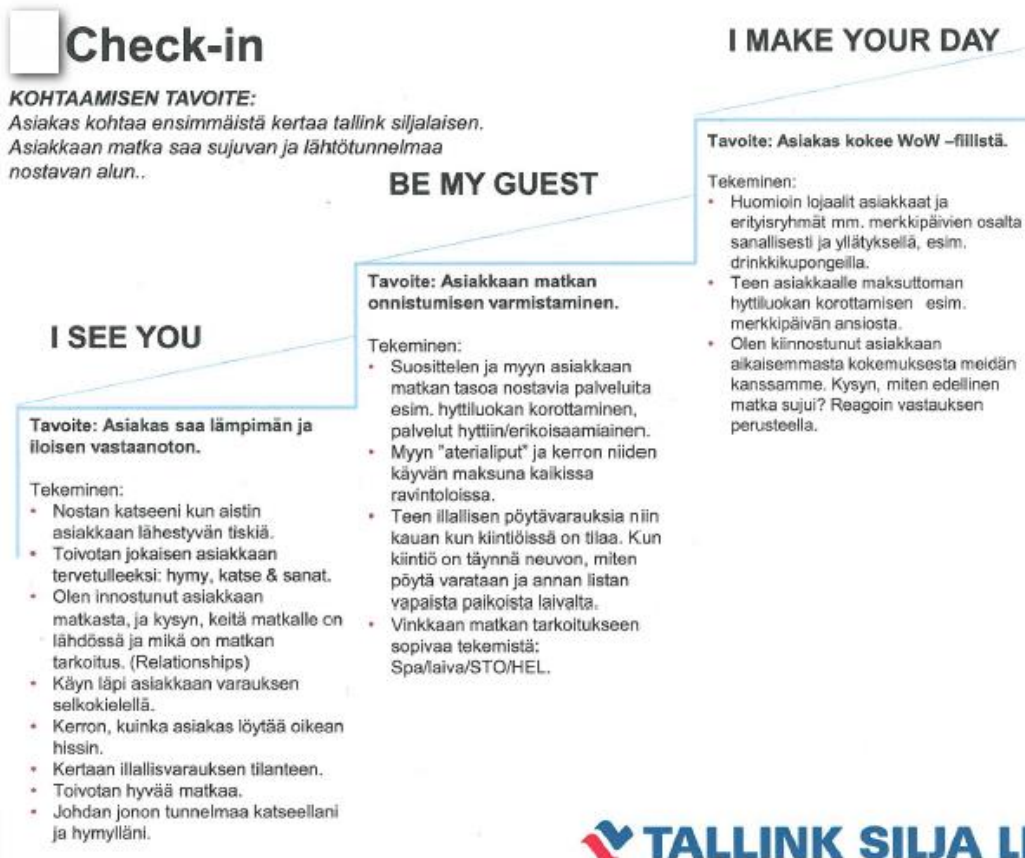 Check-in
KOHTAAMISEN TAVOITE:
Asiakas kohtaa ensimmäistä kertaa tallink siljalaisen.
Asiakkaan matka saa sujuvan ja lähtötunnelmaa
nostavan alun..
I SEE YOU
Tavoite: Asiakas saa lämpimän ja
iloisen vastaanoton.
Tekeminen:
• Nostan katseeni kun aistin
asiakkaan lähestyvän tiskiä.
• Toivotan jokaisen asiakkaan
tervetulleeksi: hymy, katse & sanat.
• Olen innostunut asiakkaan
matkasta, ja kysyn, keitä matkalle on
lähdössä ja mikä on matkan
tarkoitus. (Relationships)
• Käyn läpi asiakkaan varauksen
selkokielellä.
• Kerron, kuinka asiakas löytää oikean
hissin.
• Kertaan illallisvarauksen tilanteen.
• Toivotan hyvää matkaa.
• Johdan jonon tunnelmaa katseellani
ja hymylläni.
BE MY GUEST
Tavoite: Asiakkaan matkan
onnistumisen varmistaminen.
Tekeminen:
• Suosittelen ja myyn asiakkaan
matkan tasoa nostavia palveluita
esim. hyttiluokan korottaminen,
palvelut hyttiin/erikoisaamiainen.
• Myyn "aterialiput" ja kerron niiden
käyvän maksuna kaikissa
ravintoloissa.
• Teen illallisen pöytävarauksia niin
kauan kun kiintiöissä on tilaa. Kun
kiintiö on täynnä neuvon, miten
pöytä varataan ja annan listan
vapaista paikoista laivalta.
• Vinkkaan matkan tarkoitukseen
sopivaa tekemistä:
Spa/laiva/STO/HEL.
I MAKE YOUR DAY
Tavoite: Asiakas kokee WoW –fiilistä.
Tekeminen:
• Huomioin lojaalit asiakkaat ja
erityisryhmät mm. merkkipäivien osalta
sanallisesti ja yllätyksellä, esim.
drinkkikupongeilla.
• Teen asiakkaalle maksuttoman
hyttiluokan korottamisen esim.
merkkipäivän ansiosta.
• Olen kiinnostunut asiakkaan
aikaisemmasta kokemuksesta meidän
kanssamme. Kysyn, miten edellinen
matka sujui? Reagoin vastauksen
perusteella.
TALLINK SILJA LI